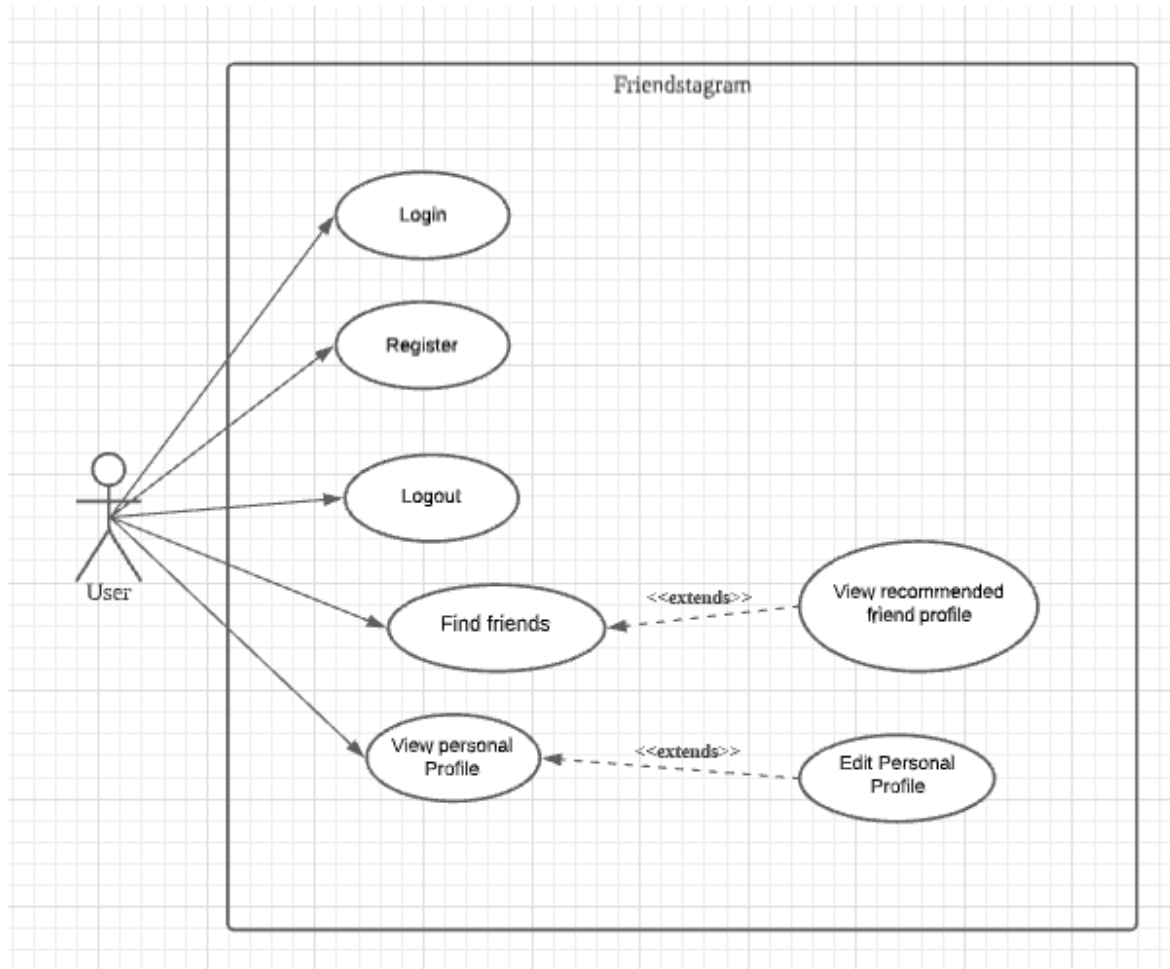 Friendstagram
Login
Register
Logout
User
Find friends
<<extends>>
View recommended
friend profile
View personal
Profile
<<extends>>
Edit Personal
Profile